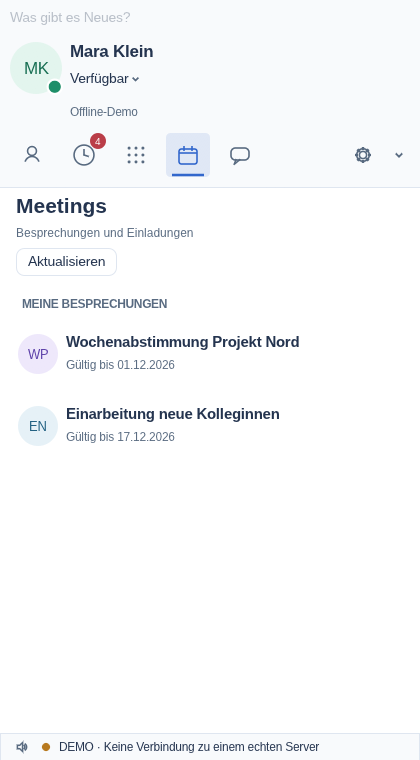 Was gibt es Neues?
MK
Mara Klein
Verfügbar
Offline-Demo
4
Meetings
Besprechungen und Einladungen
Aktualisieren
MEINE BESPRECHUNGEN
WP
Wochenabstimmung Projekt Nord
Gültig bis 01.12.2026
EN
Einarbeitung neue Kolleginnen
Gültig bis 17.12.2026
DEMO · Keine Verbindung zu einem echten Server